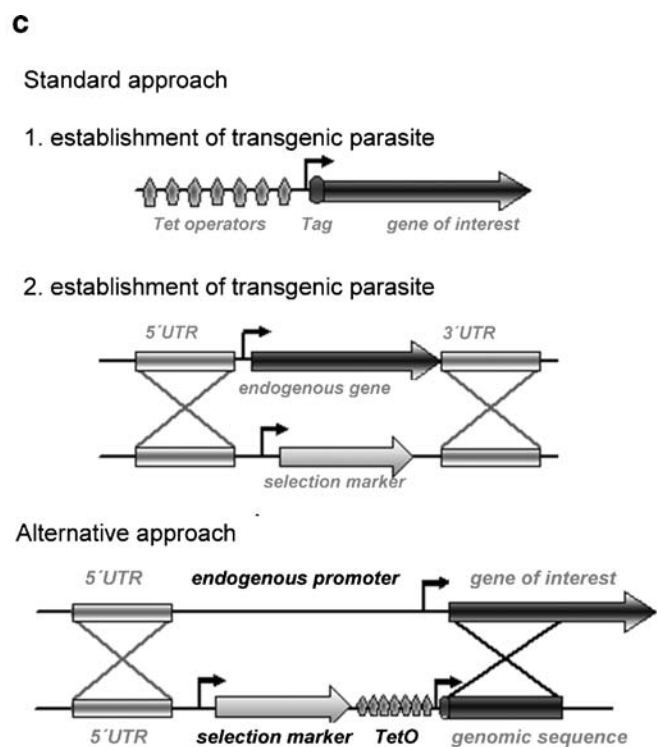 c
Standard approach
1. establishment of transgenic parasite
Tet operators Tag gene of interest
2. establishment of transgenic parasite
5´UTR 3´UTR
endogenous gene
selection marker
Alternative approach
5´UTR endogenous promoter gene of interest
5´UTR selection marker TetO genomic sequence